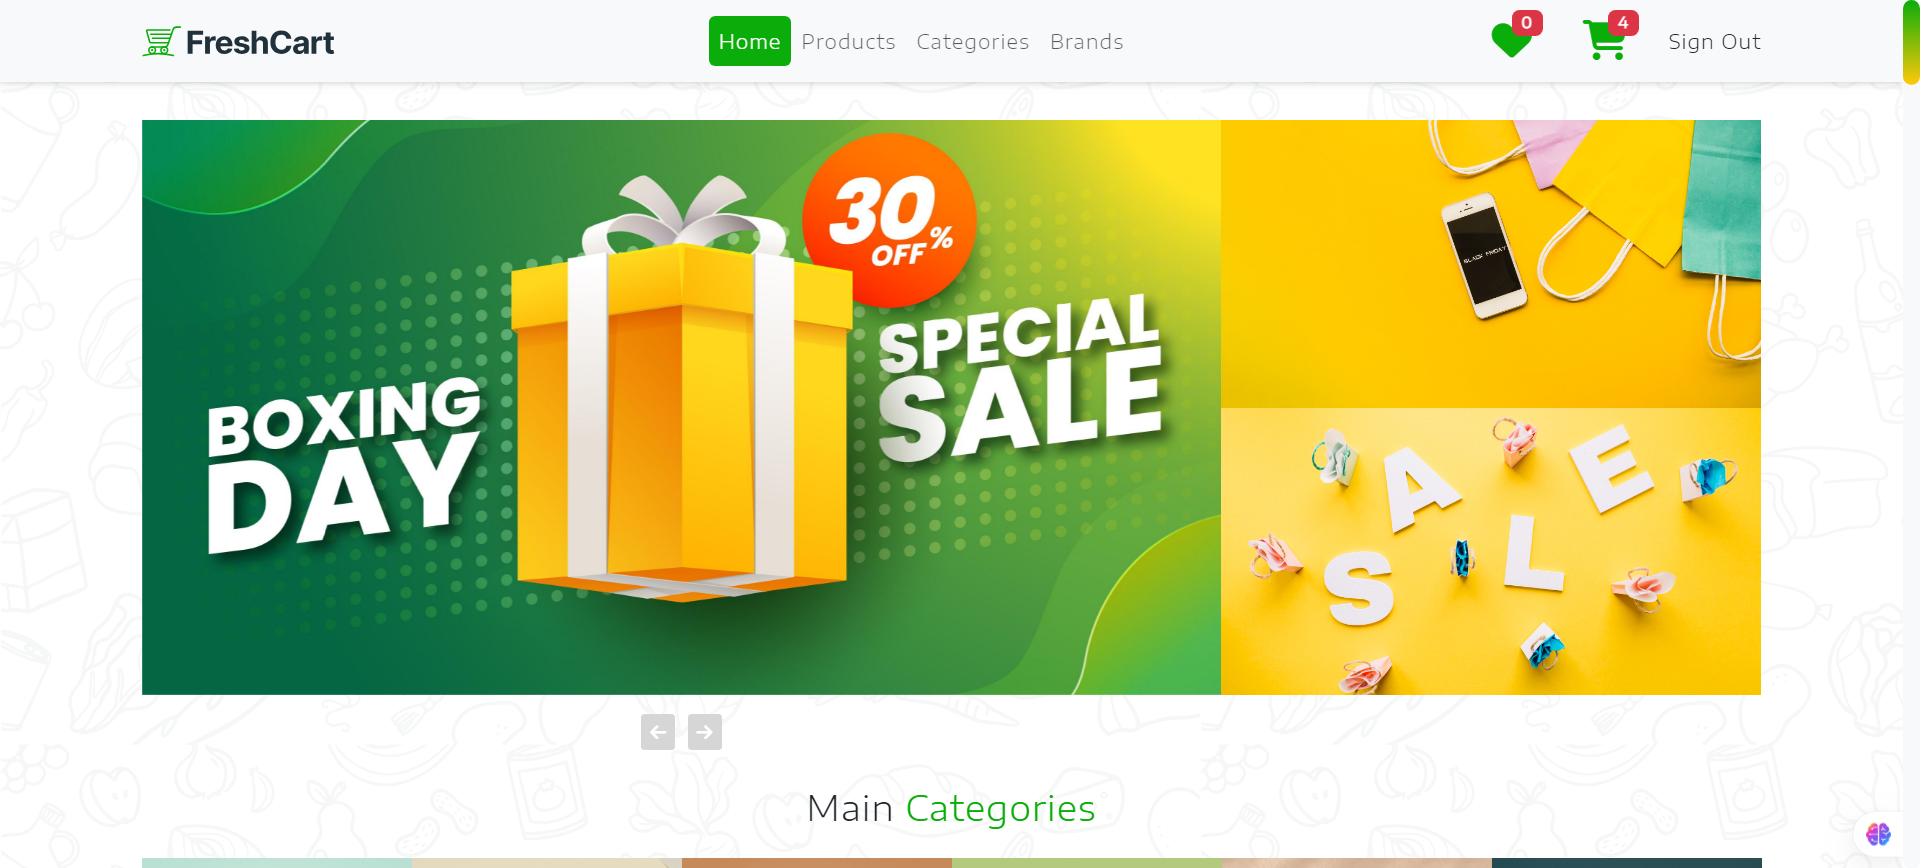 FreshCart
Home Products Categories Brands
0
4
Sign Out
30%
OFF
BOXING
DAY
SPECIAL
SALE
BLACK FRIDAY
SALE
Main Categories